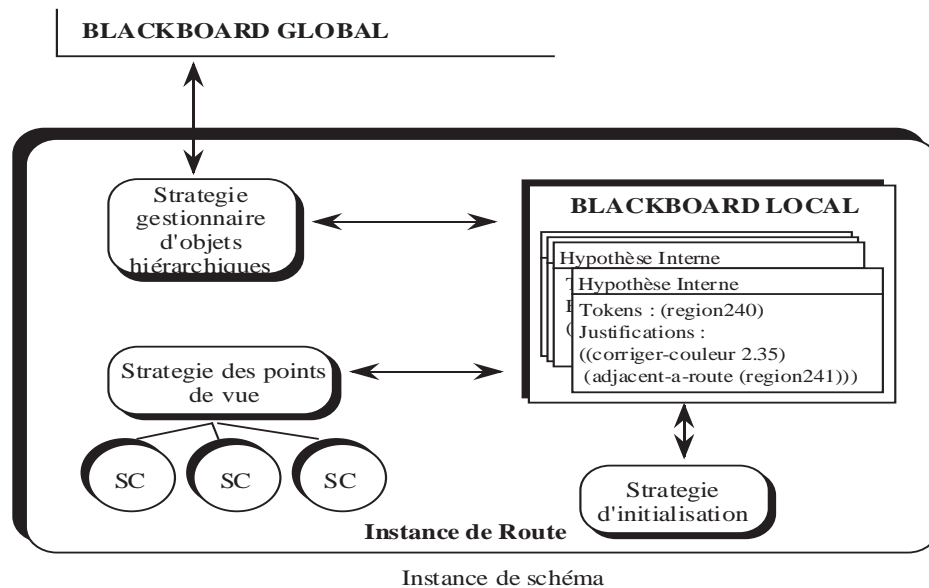 BLACKBOARD GLOBAL
Strategie
gestionnaire
d'objets
hiérarchiques
BLACKBOARD LOCAL
Hypothèse Interne
Hypothèse Interne
Tokens : (region240)
Justifications :
((corriger-couleur 2.35)
(adjacent-a-route (region241)))
Strategie des points
de vue
SC
SC
SC
Strategie
d'initialisation
Instance de Route
Instance de schéma